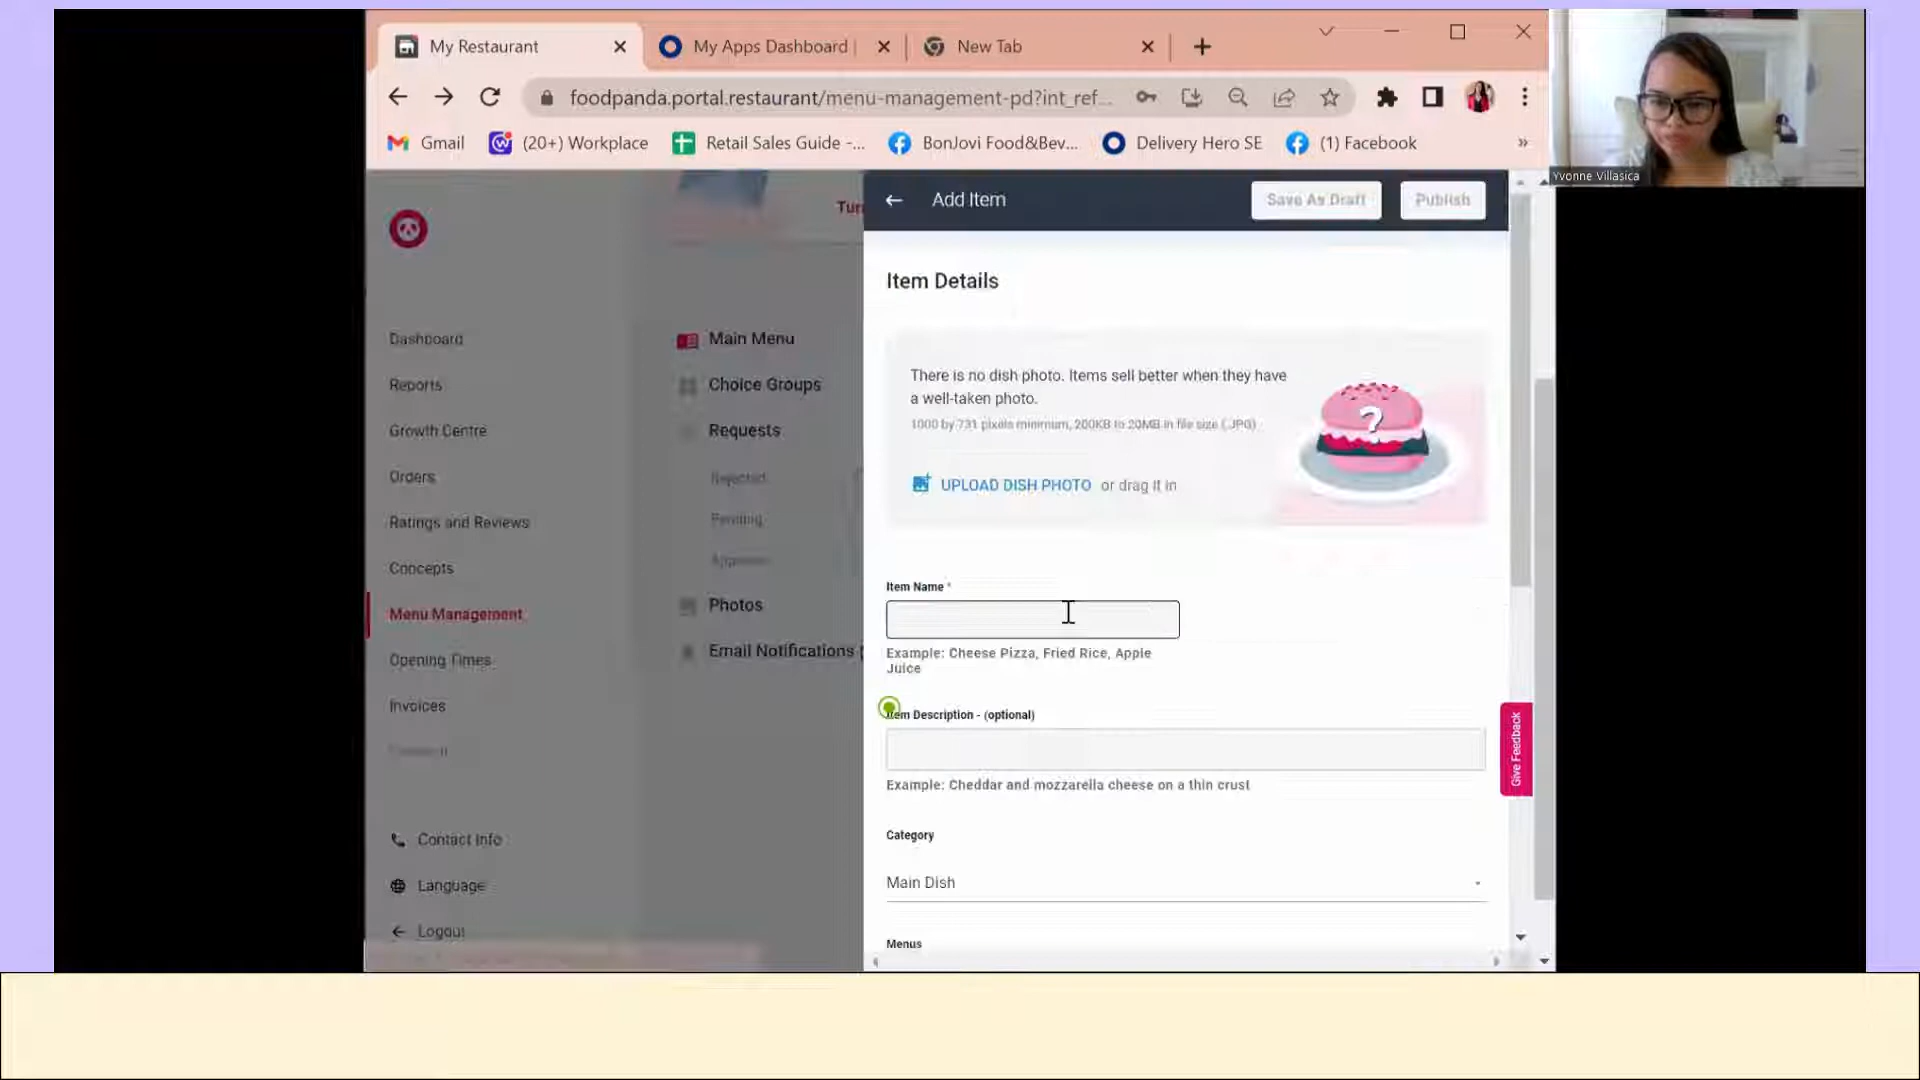 My Restaurant
My Apps Dashboard
New Tab
foodpanda.portal.restaurant/menu-management-pd?int_ref...
Gmail
(20+) Workplace
Retail Sales Guide -...
BonJovi Food&Bev...
Delivery Hero SE
(1) Facebook
»
Yvonne Villasica
Add Item
Save As Draft
Publish
Item Details
There is no dish photo. Items sell better when they have
a well-taken photo.
1000 by 731 pixels minimum, 200KB to 20MB in file size (.JPG)
?
UPLOAD DISH PHOTO or drag it in
Item Name *
Example: Cheese Pizza, Fried Rice, Apple
Juice
Item Description - (optional)
Example: Cheddar and mozzarella cheese on a thin crust
Category
Main Dish
Menus
Give Feedback
Main Menu
Choice Groups
Requests
Rejected
Pending
Approved
Photos
Email Notifications
Dashboard
Reports
Growth Centre
Orders
Ratings and Reviews
Concepts
Menu Management
Opening Times
Invoices
Contact Info
Language
Logout